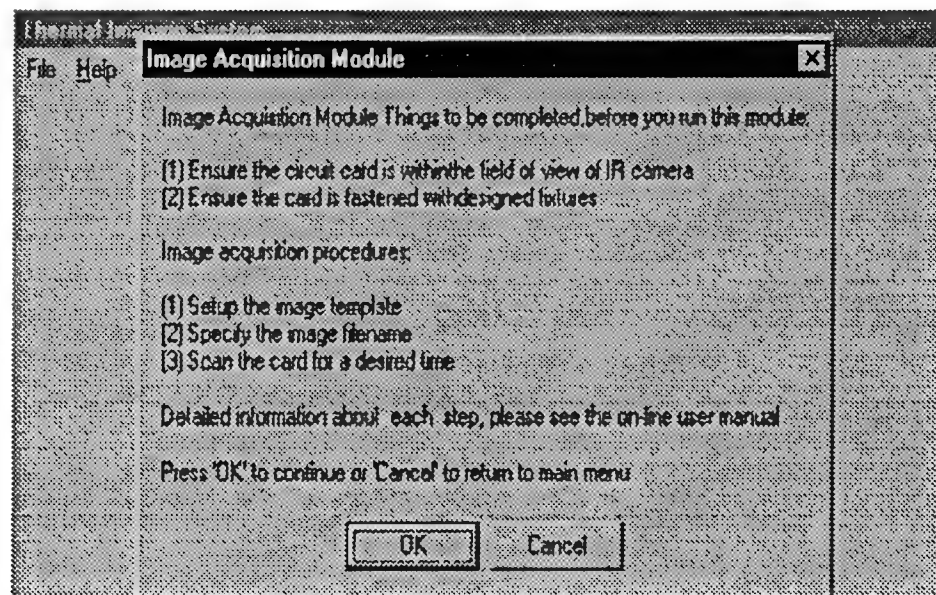 Thermal Imaging System
File Help
Image Acquisition Module
Image Acquisition Module Things to be completed,before you run this module:
(1) Ensure the circuit card is withinthe field of view of IR camera
(2) Ensure the card is fastened withdesigned fixtures
Image acquisition procedures:
(1) Setup the image template
(2) Specify the image filename
(3) Scan the card for a desired time
Detailed information about each step, please see the on-line user manual
Press 'OK' to continue or 'Cancel' to return to main menu
OK Cancel